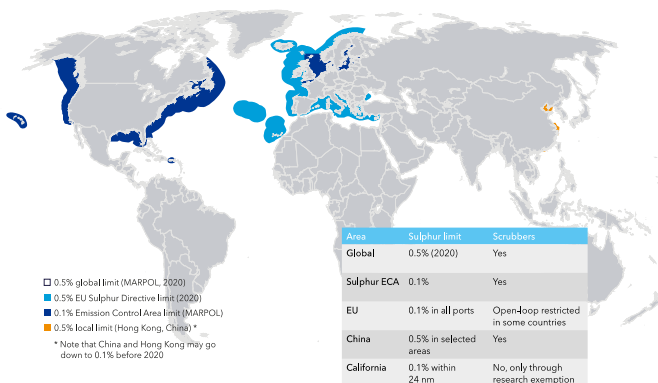 Area Sulphur limit Scrubbers
Global 0.5% (2020) Yes
Sulphur ECA 0.1% Yes
EU 0.1% in all ports Open-loop restricted
in some countries
China 0.5% in selected Yes
areas
California 0.1% within No, only through
24 nm research exemption
0.5% global limit (MARPOL, 2020)
0.5% EU Sulphur Directive limit (2020)
0.1% Emission Control Area limit (MARPOL)
0.5% local limit (Hong Kong, China) *
* Note that China and Hong Kong may go
down to 0.1% before 2020